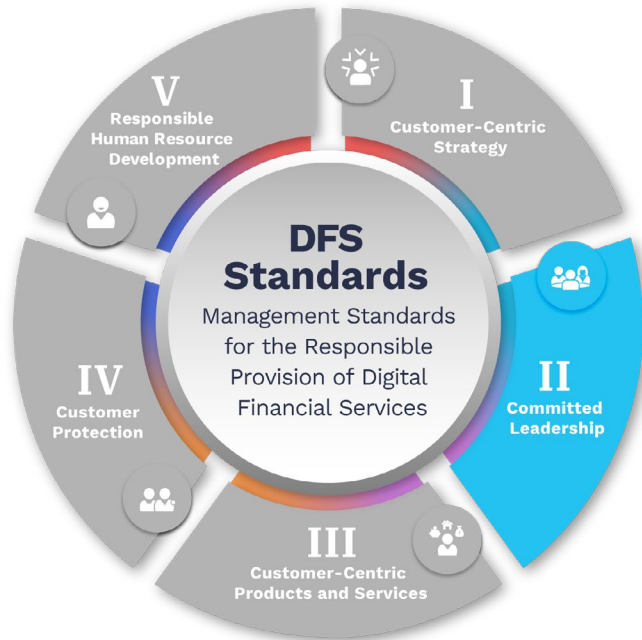 DFS
Standards
Management Standards
for the Responsible
Provision of Digital
Financial Services
I
Customer-Centric
Strategy
II
Committed
Leadership
III
Customer-Centric
Products and Services
IV
Customer
Protection
V
Responsible
Human Resource
Development